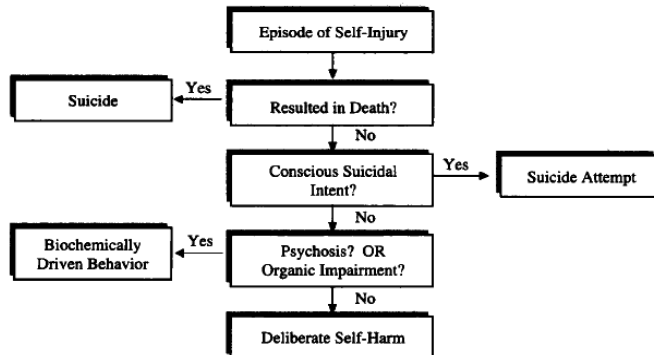 Episode of Self-Injury
Yes
Suicide
Resulted in Death?
No
Conscious Suicidal
Intent?
Yes
Suicide Attempt
No
Biochemically
Driven Behavior
Yes
Psychosis? OR
Organic Impairment?
No
Deliberate Self-Harm